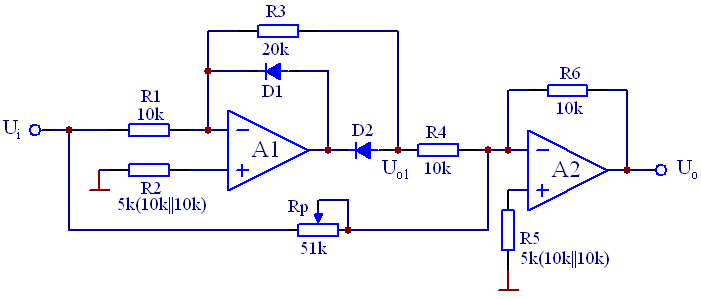 R3
20k
D1
R1
10k
Ui
A1
R2
5k(10k||10k)
D2
Uo1
R4
10k
Rp
51k
R6
10k
A2
Uo
R5
5k(10k||10k)